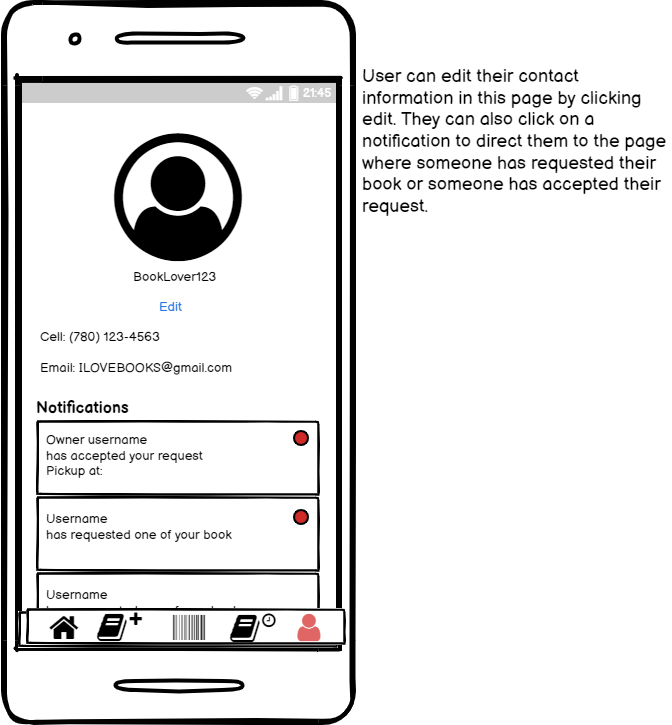 21:45
User can edit their contact
information in this page by clicking
edit. They can also click on a
notification to direct them to the page
where someone has requested their
book or someone has accepted their
request.
BookLover123
Edit
Cell: (780) 123-4563
Email: ILOVEBOOKS@gmail.com
Notifications
Owner username
has accepted your request
Pickup at:
Username
has requested one of your book
Username